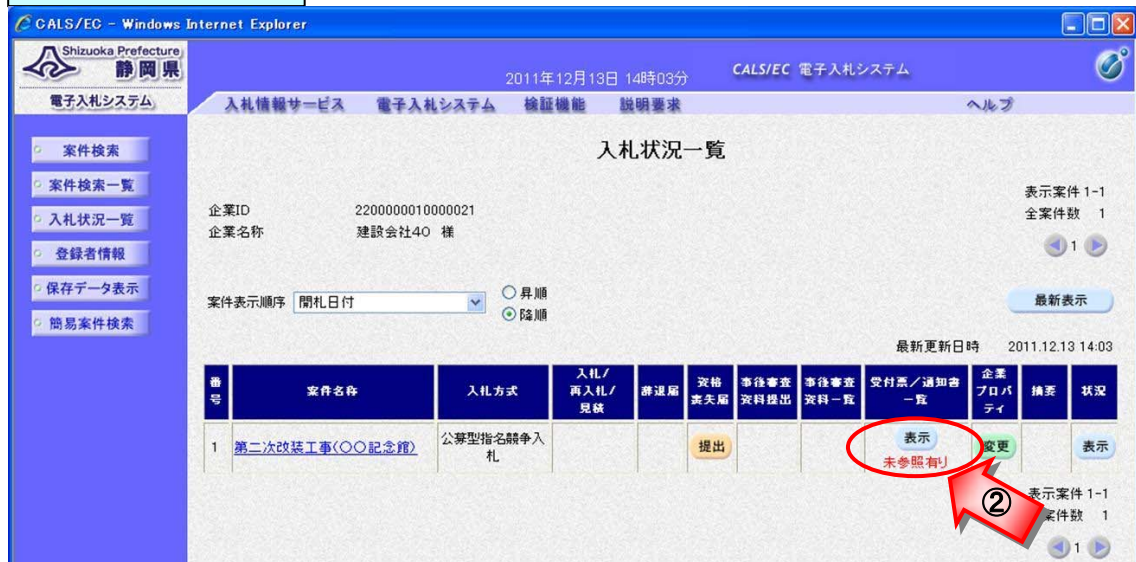 CALS/EC - Windows Internet Explorer
Shizuoka Prefecture
静岡県
2011年12月13日 14時03分
CALS/EC 電子入札システム
電子入札システム
入札情報サービス 電子入札システム 検証機能 説明要求 ヘルプ
案件検索
案件検索一覧
入札状況一覧
登録者情報
保存データ表示
簡易案件検索
入札状況一覧
表示案件 1-1
全案件数 1
1
企業ID 2200000010000021
企業名称 建設会社40 様
案件表示順序 開札日付
昇順
降順
最新表示
最新更新日時 2011.12.13 14:03
番号 案件名称 入札方式 入札/再入札/見積 辞退届 資格喪失届 事後審査資料提出 事後審査資料一覧 受付票/通知書一覧 企業プロパティ 摘要 状況
1 第二次改装工事(〇〇記念館) 公募型指名競争入札 提出 表示 未参照有り 変更 表示
②
表示案件 1-1
案件数 1
1